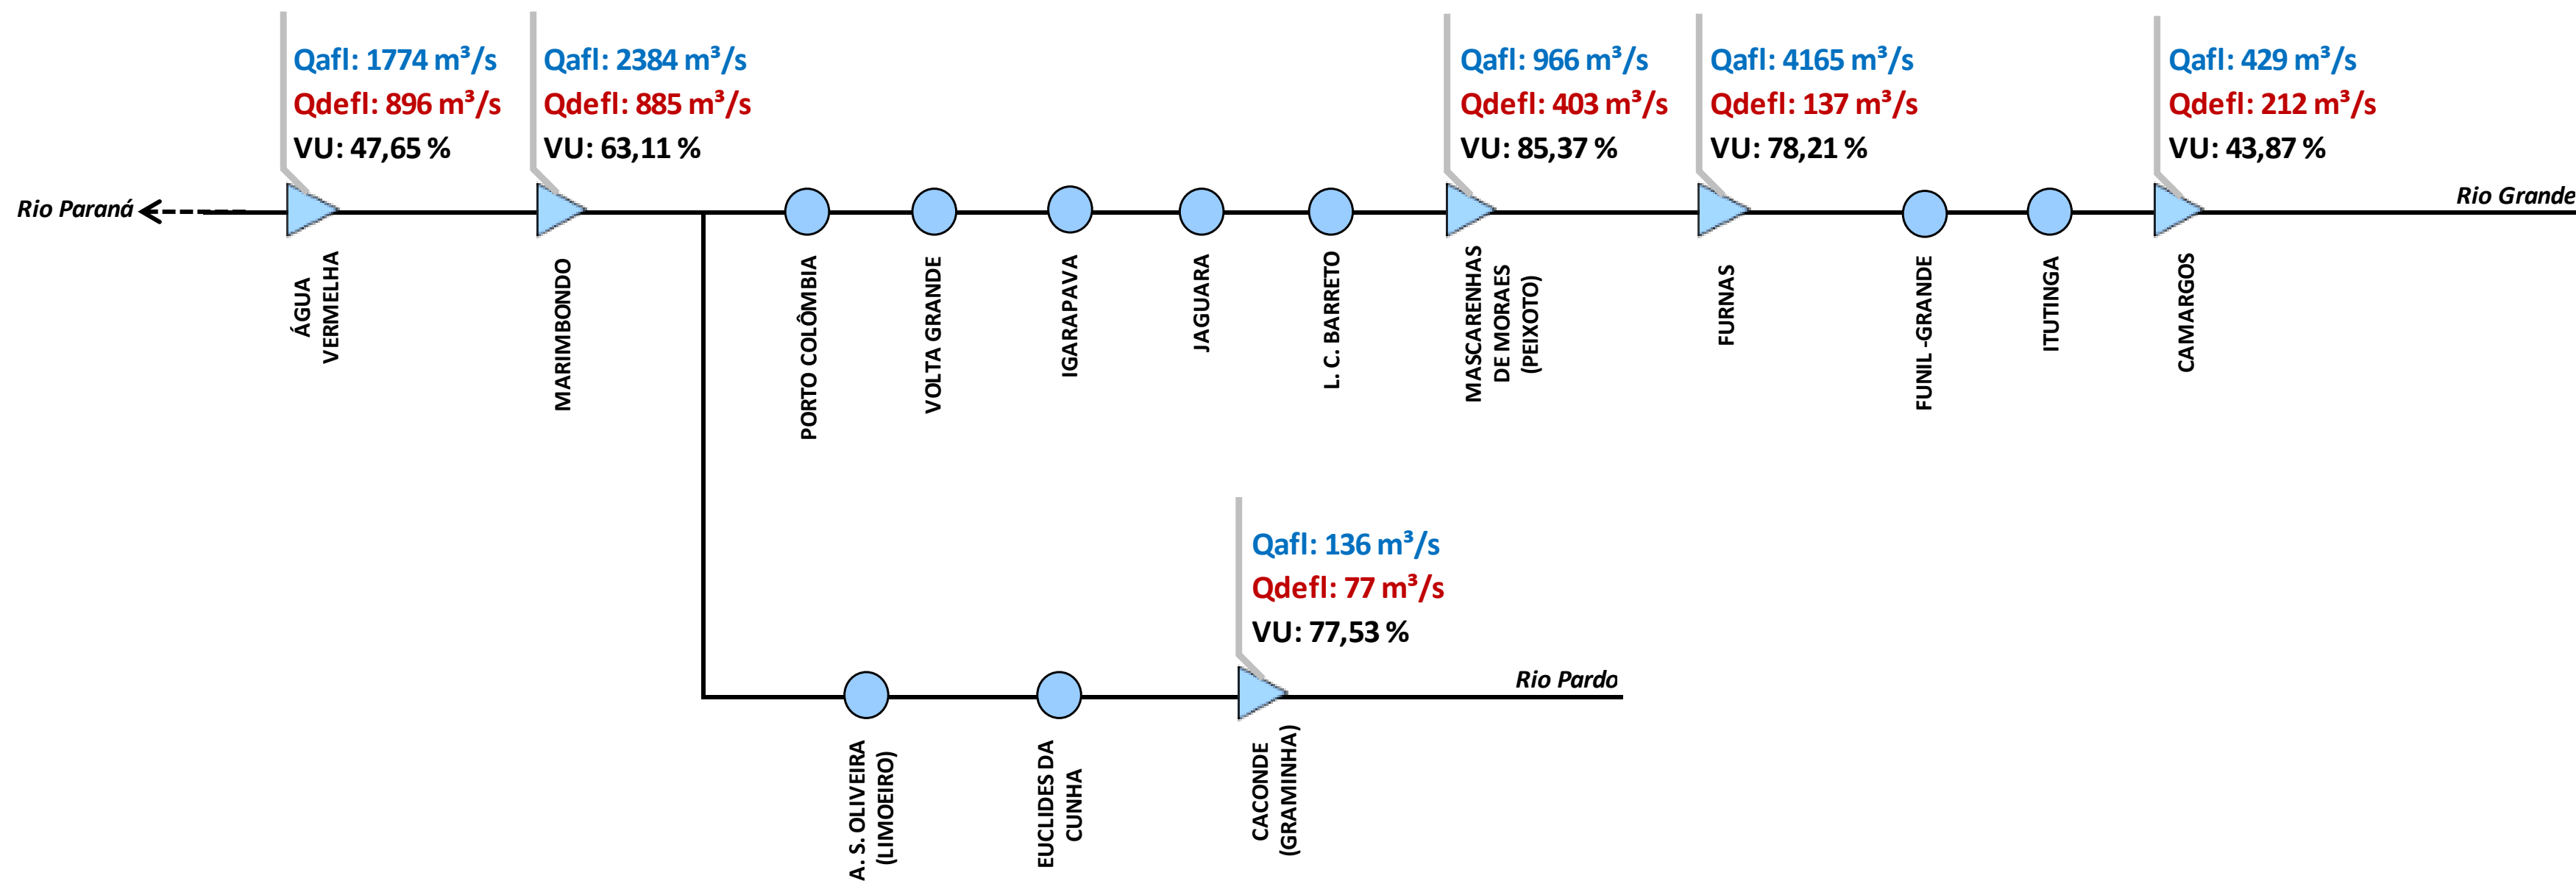 Qafl: 1774 m³/s
Qdefl: 896 m³/s
VU: 47,65 %
Qafl: 2384 m³/s
Qdefl: 885 m³/s
VU: 63,11 %
Qafl: 966 m³/s
Qdefl: 403 m³/s
VU: 85,37 %
Qafl: 4165 m³/s
Qdefl: 137 m³/s
VU: 78,21 %
Qafl: 429 m³/s
Qdefl: 212 m³/s
VU: 43,87 %
Rio Paraná
Rio Grande
ÁGUA
VERMELHA
MARIMBONDO
PORTO COLÔMBIA
VOLTA GRANDE
IGARAPAVA
JAGUARA
L. C. BARRETO
MASCARENHAS
DE MORAES
(PEIXOTO)
FURNAS
FUNIL -GRANDE
ITUTINGA
CAMARGOS
Qafl: 136 m³/s
Qdefl: 77 m³/s
VU: 77,53 %
Rio Pardo
A. S. OLIVEIRA
(LIMOEIRO)
EUCLIDES DA
CUNHA
CACONDE
(GRAMINHA)